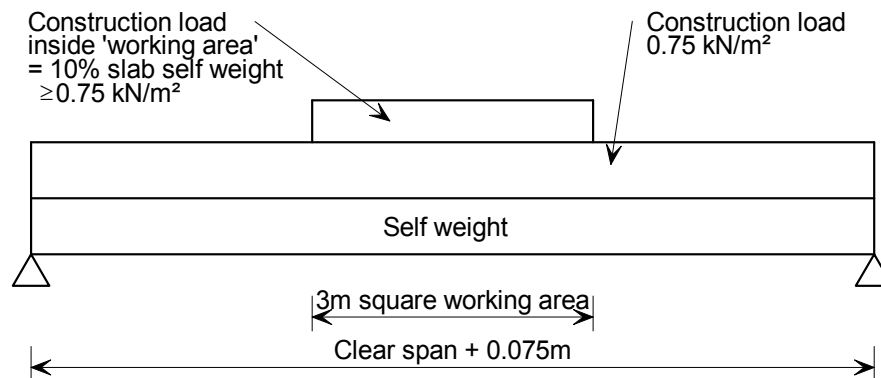 Construction load
inside 'working area'
= 10% slab self weight
≥0.75 kN/m²
Construction load
0.75 kN/m²
Self weight
3m square working area
Clear span + 0.075m